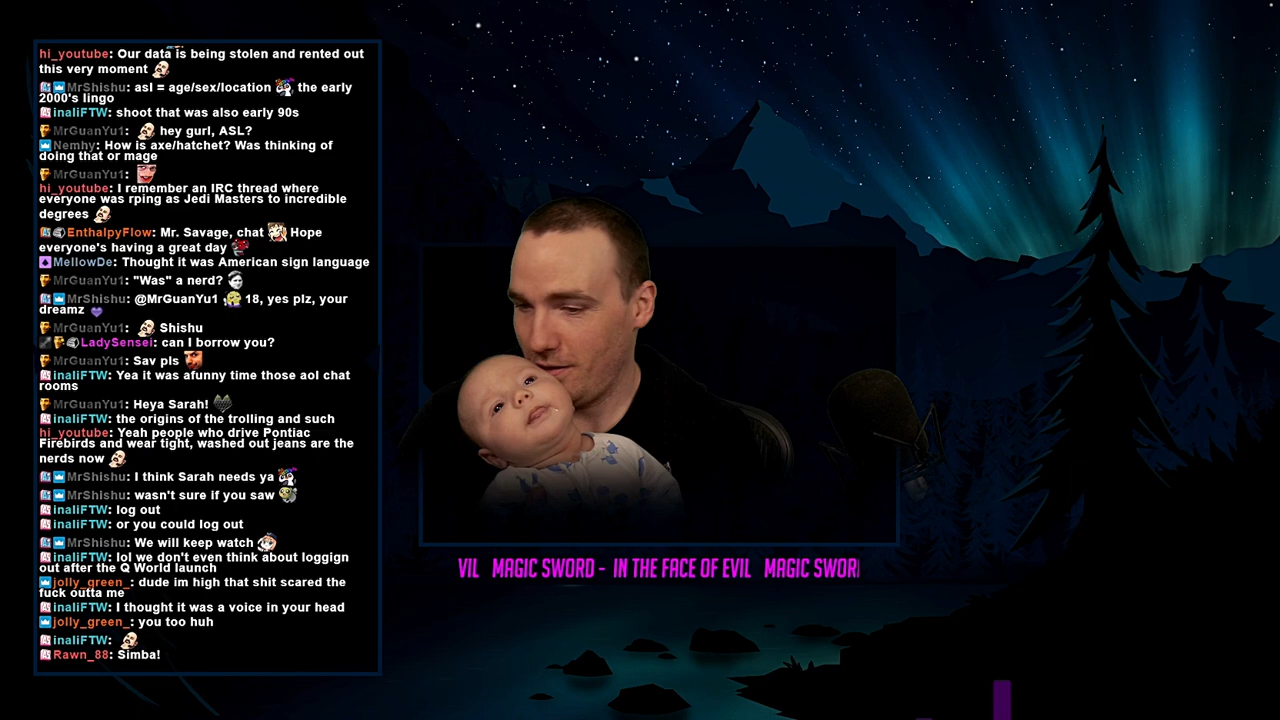 hi_youtube: Our data is being stolen and rented out
this very moment
MrShishu: asl = age/sex/location the early
2000's lingo
inaliFTW: shoot that was also early 90s
MrGuanYu1: hey gurl, ASL?
Nemhy: How is axe/hatchet? Was thinking of
doing that or mage
MrGuanYu1:
hi_youtube: I remember an IRC thread where
everyone was rping as Jedi Masters to incredible
degrees
EnthalpyFlow: Mr. Savage, chat Hope
everyone's having a great day
MellowDe: Thought it was American sign language
MrGuanYu1: "Was" a nerd?
MrShishu: @MrGuanYu1 18, yes plz, your
dreamz
MrGuanYu1: Shishu
LadySensei: can I borrow you?
MrGuanYu1: Sav pls
inaliFTW: Yea it was afunny time those aol chat
rooms
MrGuanYu1: Heya Sarah!
inaliFTW: the origins of the trolling and such
hi_youtube: Yeah people who drive Pontiac
Firebirds and wear tight, washed out jeans are the
nerds now
MrShishu: I think Sarah needs ya
MrShishu: wasn't sure if you saw
inaliFTW: log out
inaliFTW: or you could log out
MrShishu: We will keep watch
inaliFTW: lol we don't even think about loggign
out after the Q World launch
jolly_green_: dude im high that shit scared the
fuck outta me
inaliFTW: I thought it was a voice in your head
jolly_green_: you too huh
inaliFTW:
Rawn_88: Simba!
VIL MAGIC SWORD - IN THE FACE OF EVIL MAGIC SWOR